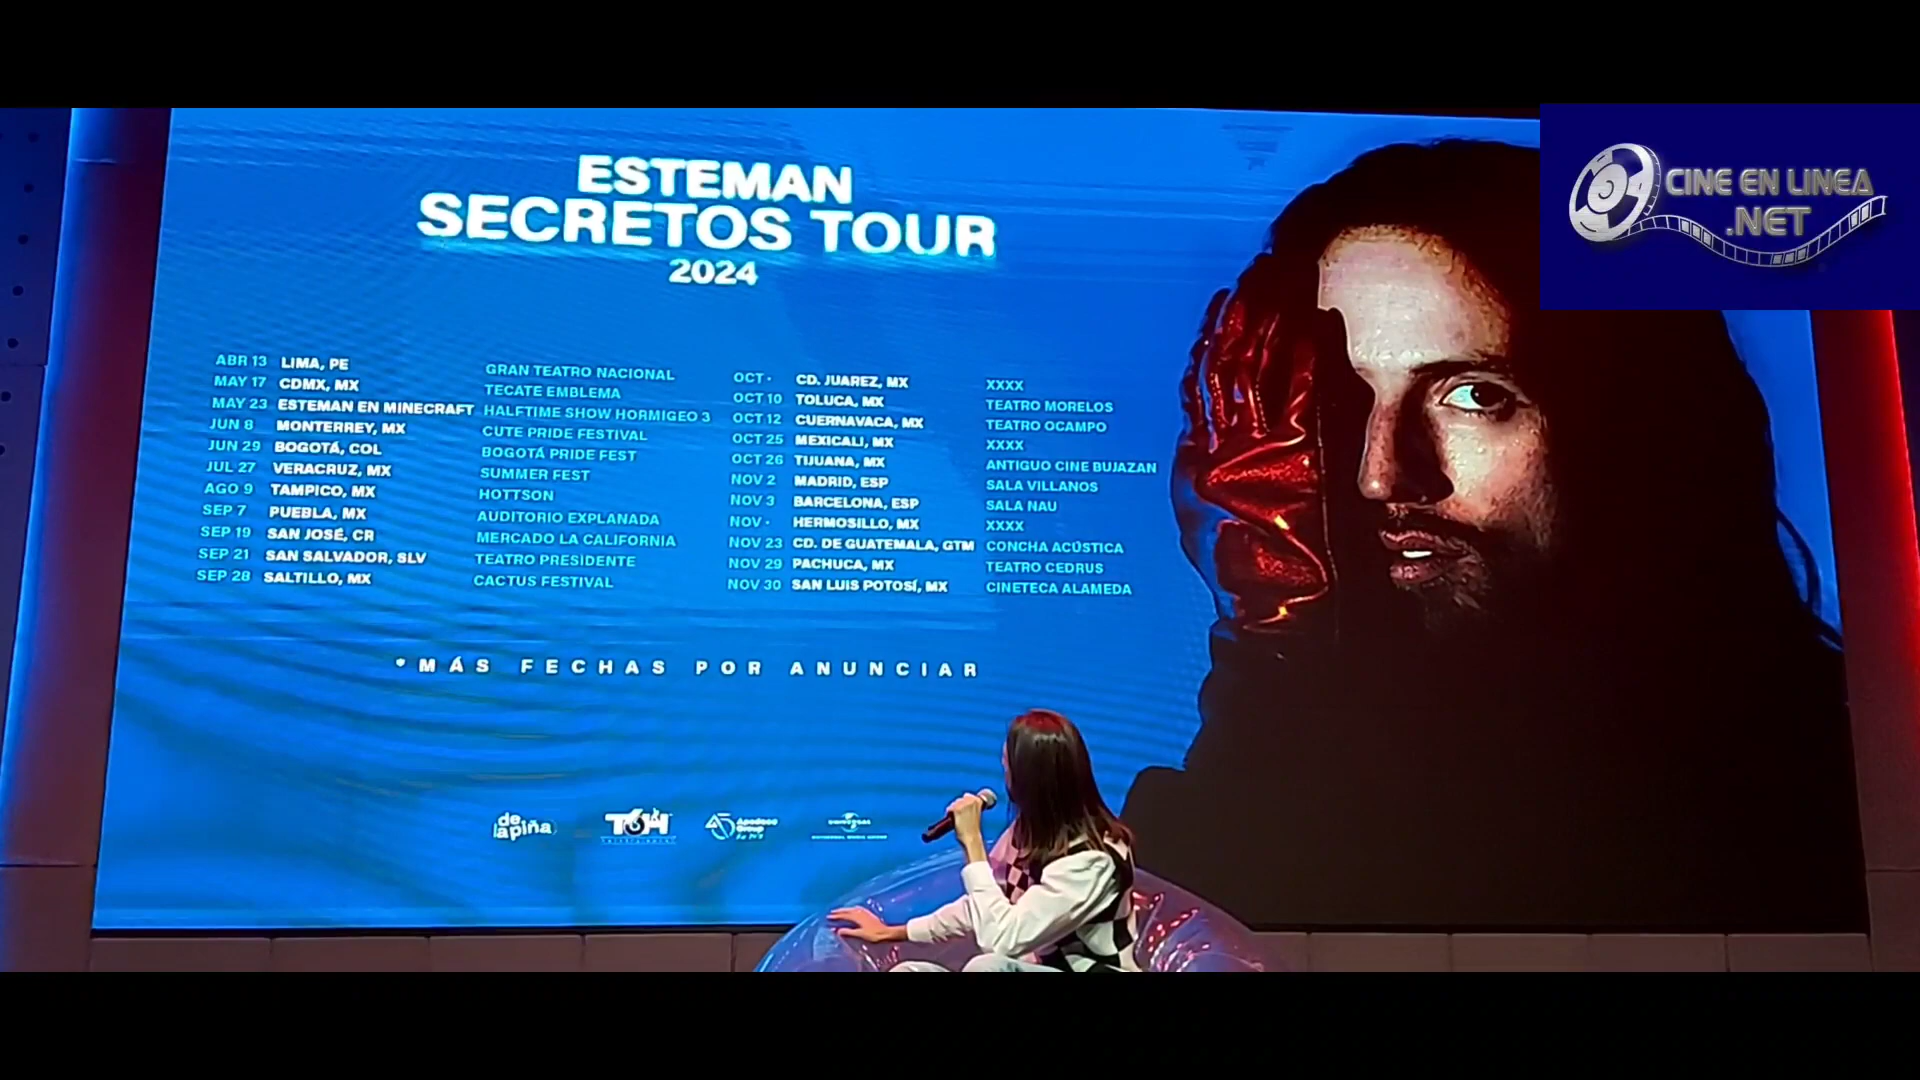 ESTEMAN
SECRETOS TOUR
2024
CINE EN LINEA
.NET
ABR 13 LIMA, PE GRAN TEATRO NACIONAL
MAY 17 CDMX, MX TECATE EMBLEMA
MAY 23 ESTEMAN EN MINECRAFT HALFTIME SHOW HORMIGEO 3
JUN 8 MONTERREY, MX CUTE PRIDE FESTIVAL
JUN 29 BOGOTÁ, COL BOGOTÁ PRIDE FEST
JUL 27 VERACRUZ, MX SUMMER FEST
AGO 9 TAMPICO, MX HOTTSON
SEP 7 PUEBLA, MX AUDITORIO EXPLANADA
SEP 19 SAN JOSÉ, CR MERCADO LA CALIFORNIA
SEP 21 SAN SALVADOR, SLV TEATRO PRESIDENTE
SEP 28 SALTILLO, MX CACTUS FESTIVAL
OCT · CD. JUAREZ, MX XXXX
OCT 10 TOLUCA, MX TEATRO MORELOS
OCT 12 CUERNAVACA, MX TEATRO OCAMPO
OCT 25 MEXICALI, MX XXXX
OCT 26 TIJUANA, MX ANTIGUO CINE BUJAZAN
NOV 2 MADRID, ESP SALA VILLANOS
NOV 3 BARCELONA, ESP SALA NAU
NOV · HERMOSILLO, MX XXXX
NOV 23 CD. DE GUATEMALA, GTM CONCHA ACÚSTICA
NOV 29 PACHUCA, MX TEATRO CEDRUS
NOV 30 SAN LUIS POTOSÍ, MX CINETECA ALAMEDA
* MÁS FECHAS POR ANUNCIAR
de
la piña
UNIVERSAL